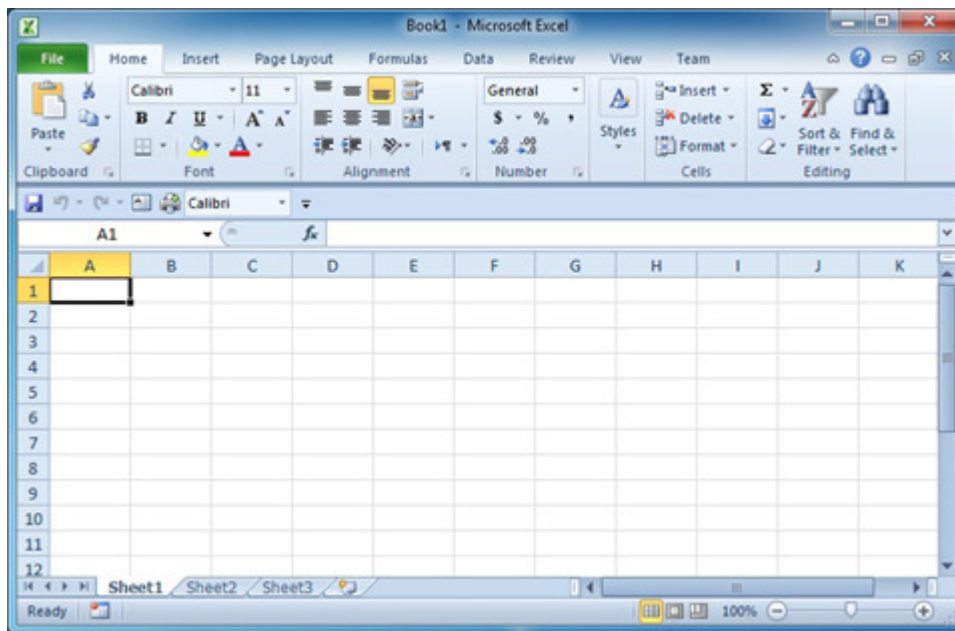 Book1 - Microsoft Excel
File Home Insert Page Layout Formulas Data Review View Team
Calibri 11 General Insert
Paste B I U A A $ % , Styles Delete Sort & Filter Find & Select
A Format
Clipboard Font Alignment Number Cells Editing
Calibri
A1 fx
A B C D E F G H I J K
1
2
3
4
5
6
7
8
9
10
11
12
Sheet1 Sheet2 Sheet3
Ready 100%